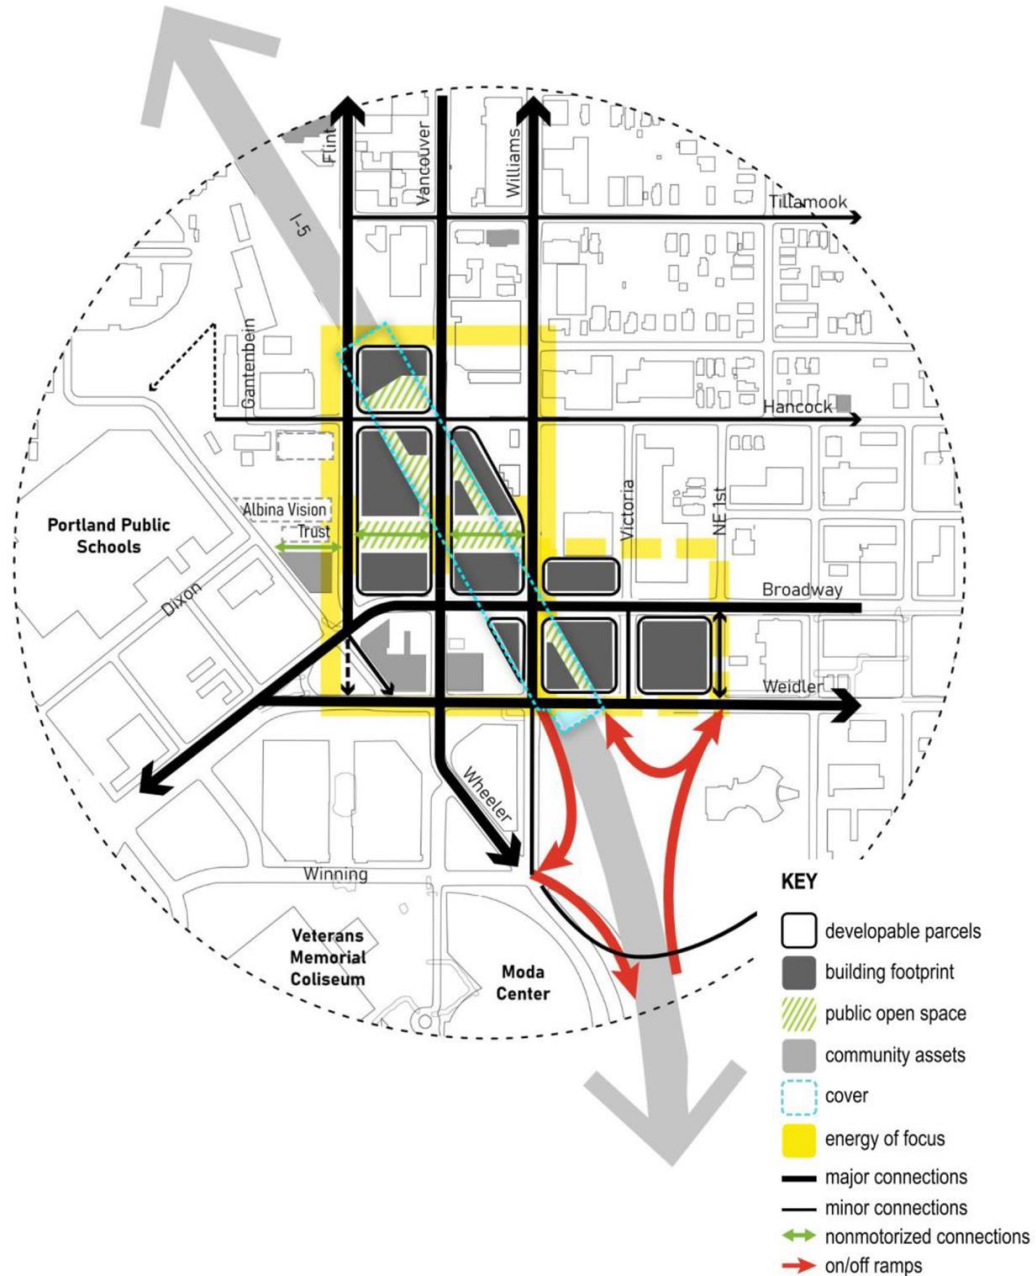 Flint
Vancouver
Williams
Tillamook
I-5
Gantenbein
Hancock
Albina Vision
Trust
Portland Public
Schools
Victoria
NE 1st
Dixon
Broadway
Weidler
Wheeler
Winning
Veterans
Memorial
Coliseum
Moda
Center
KEY
developable parcels
building footprint
public open space
community assets
cover
energy of focus
major connections
minor connections
nonmotorized connections
on/off ramps